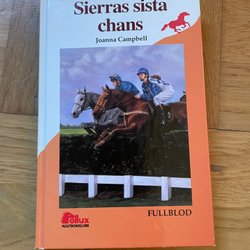 Sierras sista
chans
Joanna Campbell
Pollux
HÄSTBOKKLUBB
FULLBLOD